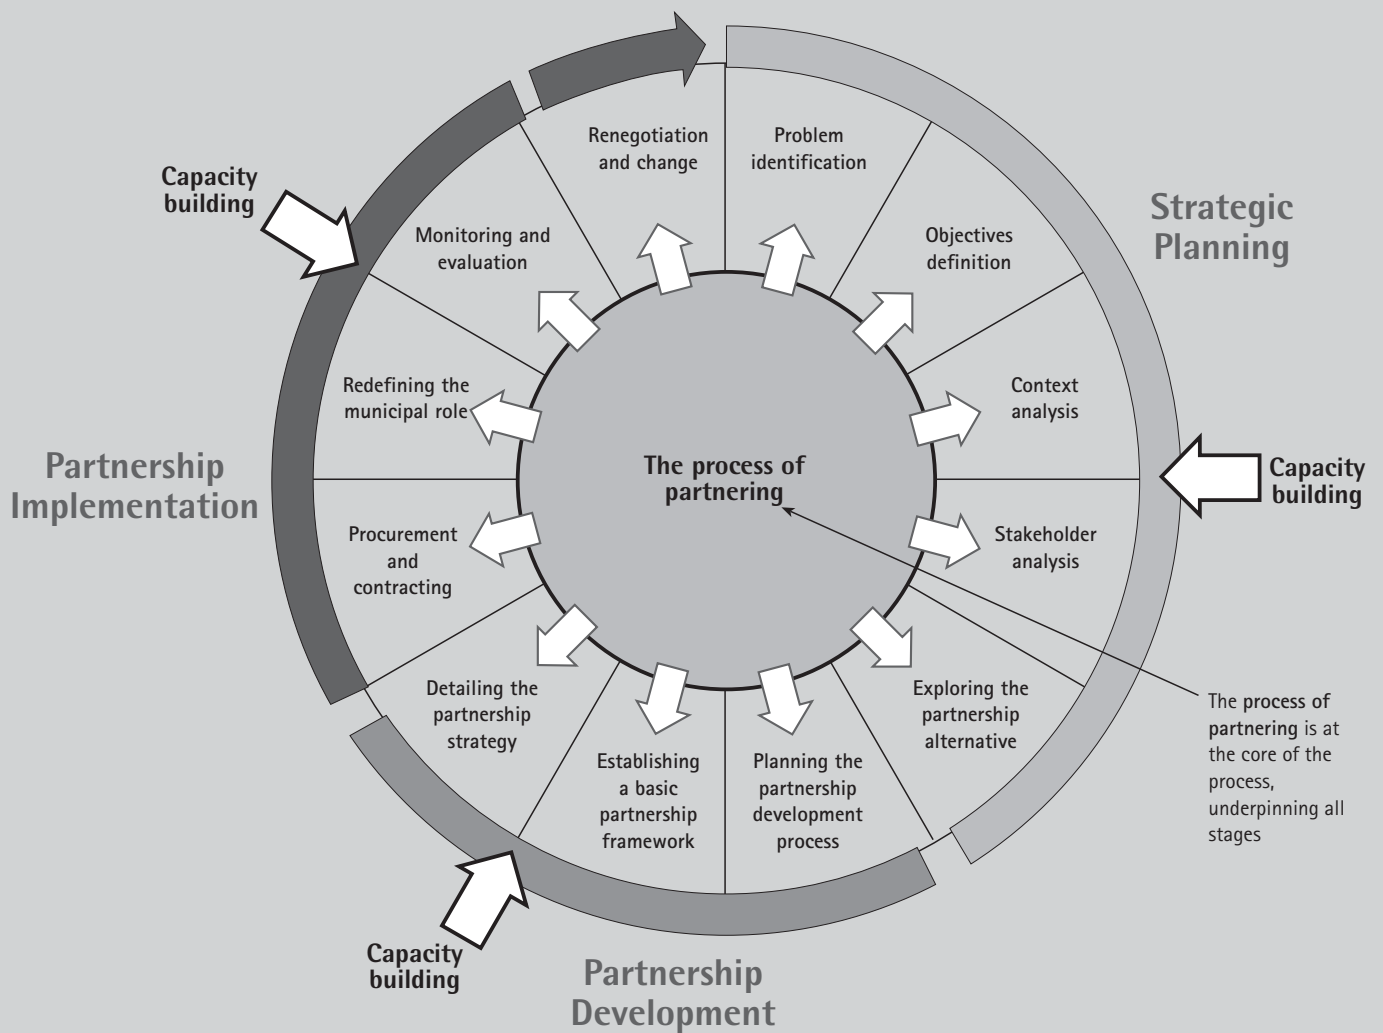 Renegotiation
and change
Problem
identification
Capacity
building
Strategic
Planning
Monitoring and
evaluation
Objectives
definition
Redefining the
municipal role
Context
analysis
The process of
partnering
Partnership
Implementation
Capacity
building
Procurement
and
contracting
Stakeholder
analysis
Detailing the
partnership
strategy
Exploring the
partnership
alternative
The process of
partnering is at
the core of the
process,
underpinning all
stages
Establishing
a basic
partnership
framework
Planning the
partnership
development
process
Capacity
building
Partnership
Development